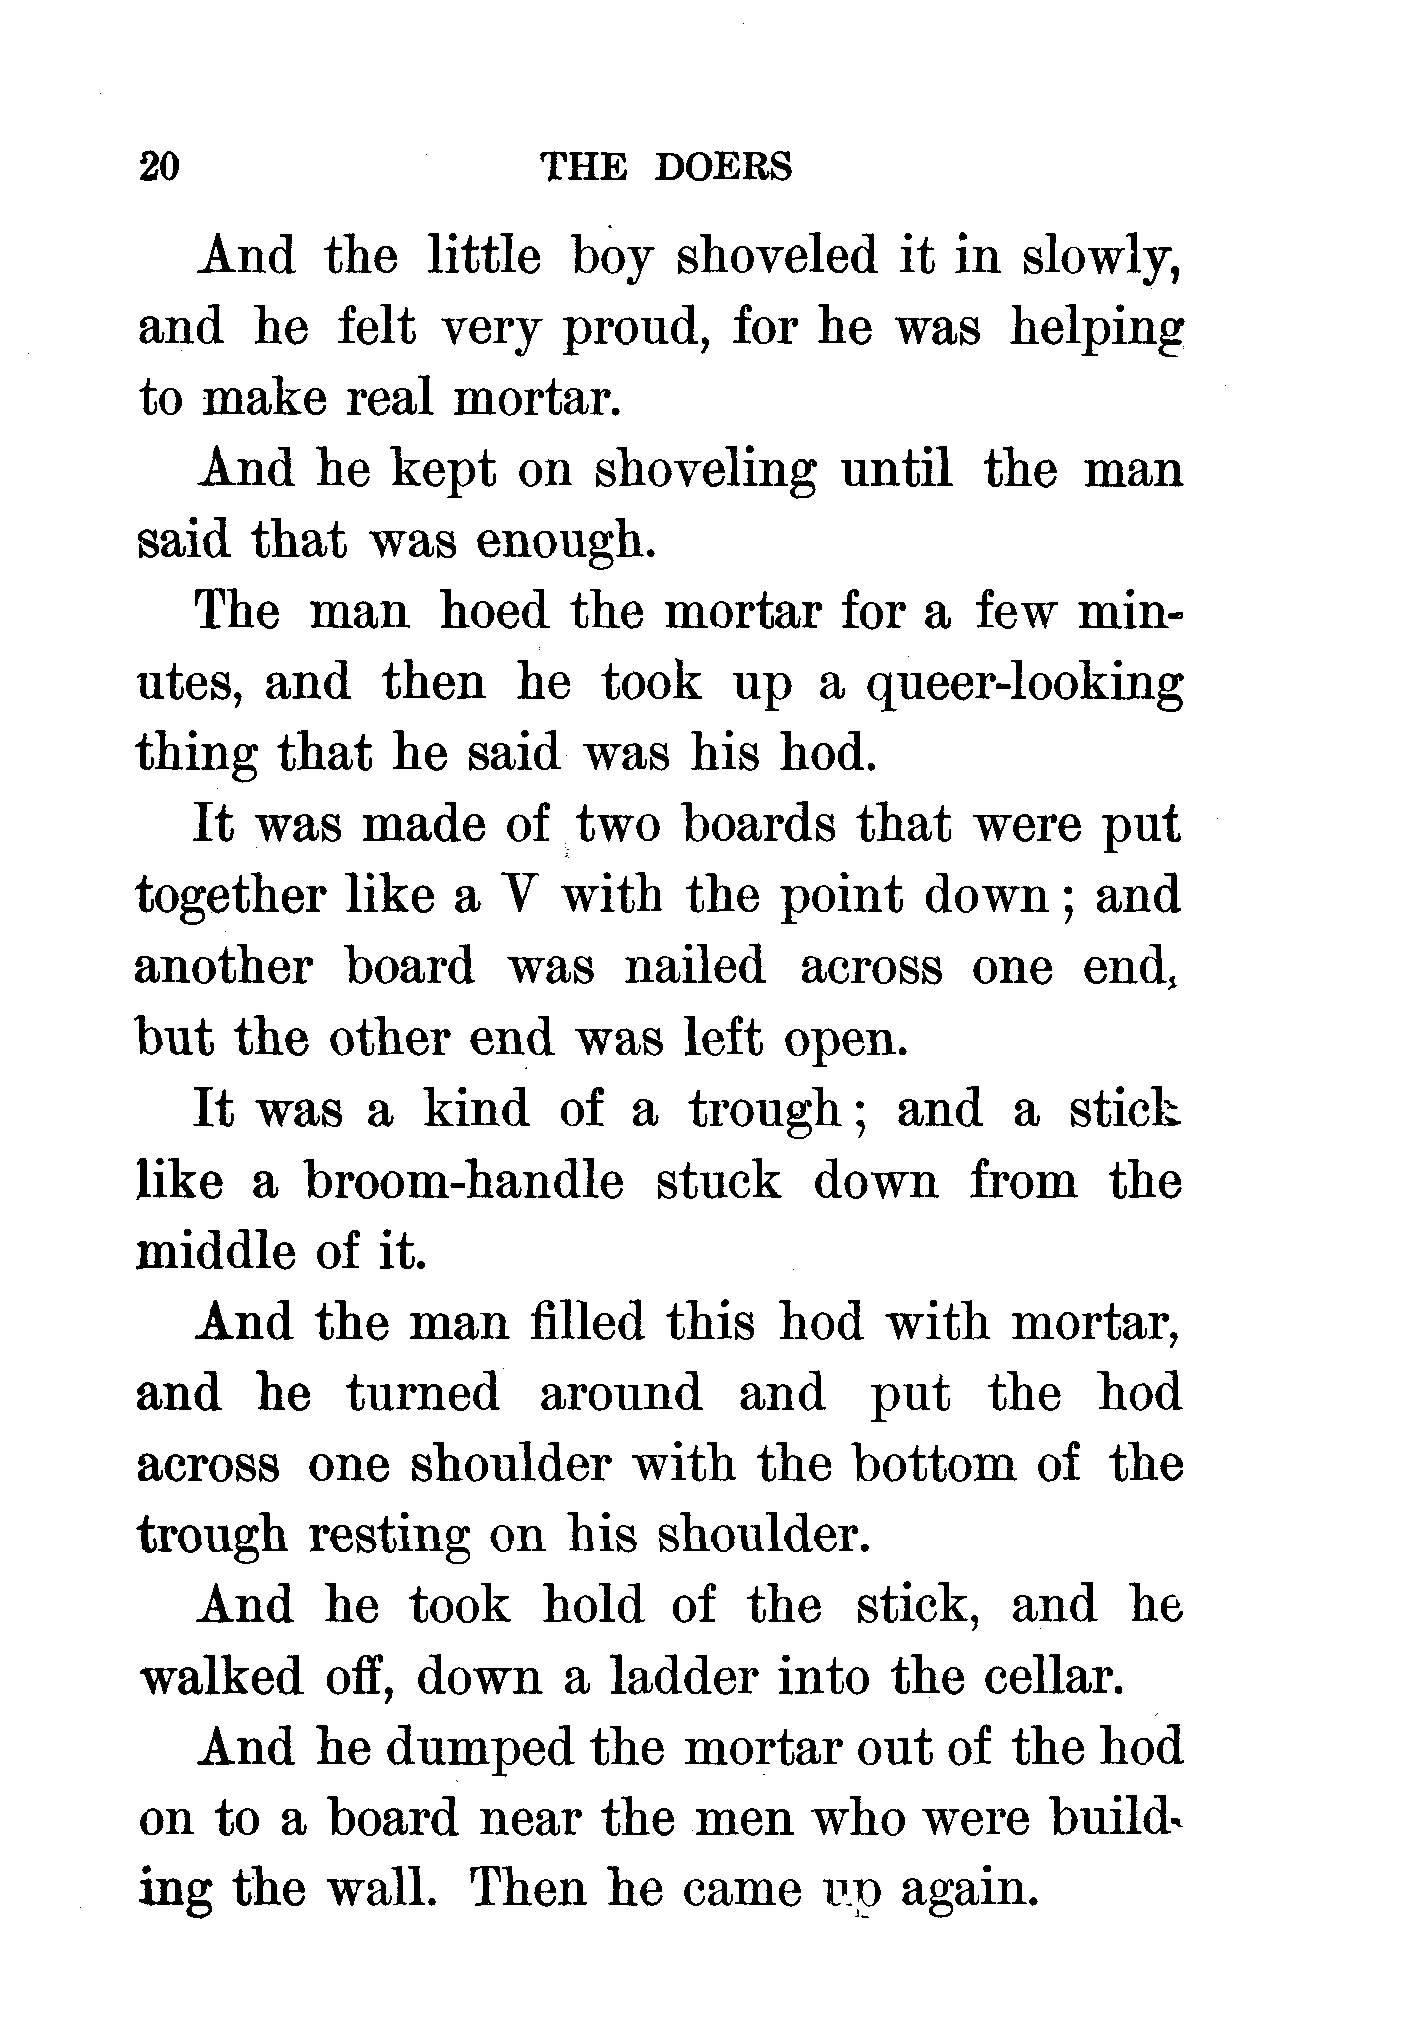 20 THE DOERS
And the little boy shoveled it in slowly,
and he felt very proud, for he was helping
to make real mortar.
And he kept on shoveling until the man
said that was enough.
The man hoed the mortar for a few min-
utes, and then he took up a queer-looking
thing that he said was his hod.
It was made of two boards that were put
together like a V with the point down; and
another board was nailed across one end,
but the other end was left open.
It was a kind of a trough; and a stick
like a broom-handle stuck down from the
middle of it.
And the man filled this hod with mortar,
and he turned around and put the hod
across one shoulder with the bottom of the
trough resting on his shoulder.
And he took hold of the stick, and he
walked off, down a ladder into the cellar.
And he dumped the mortar out of the hod
on to a board near the men who were build-
ing the wall. Then he came up again.